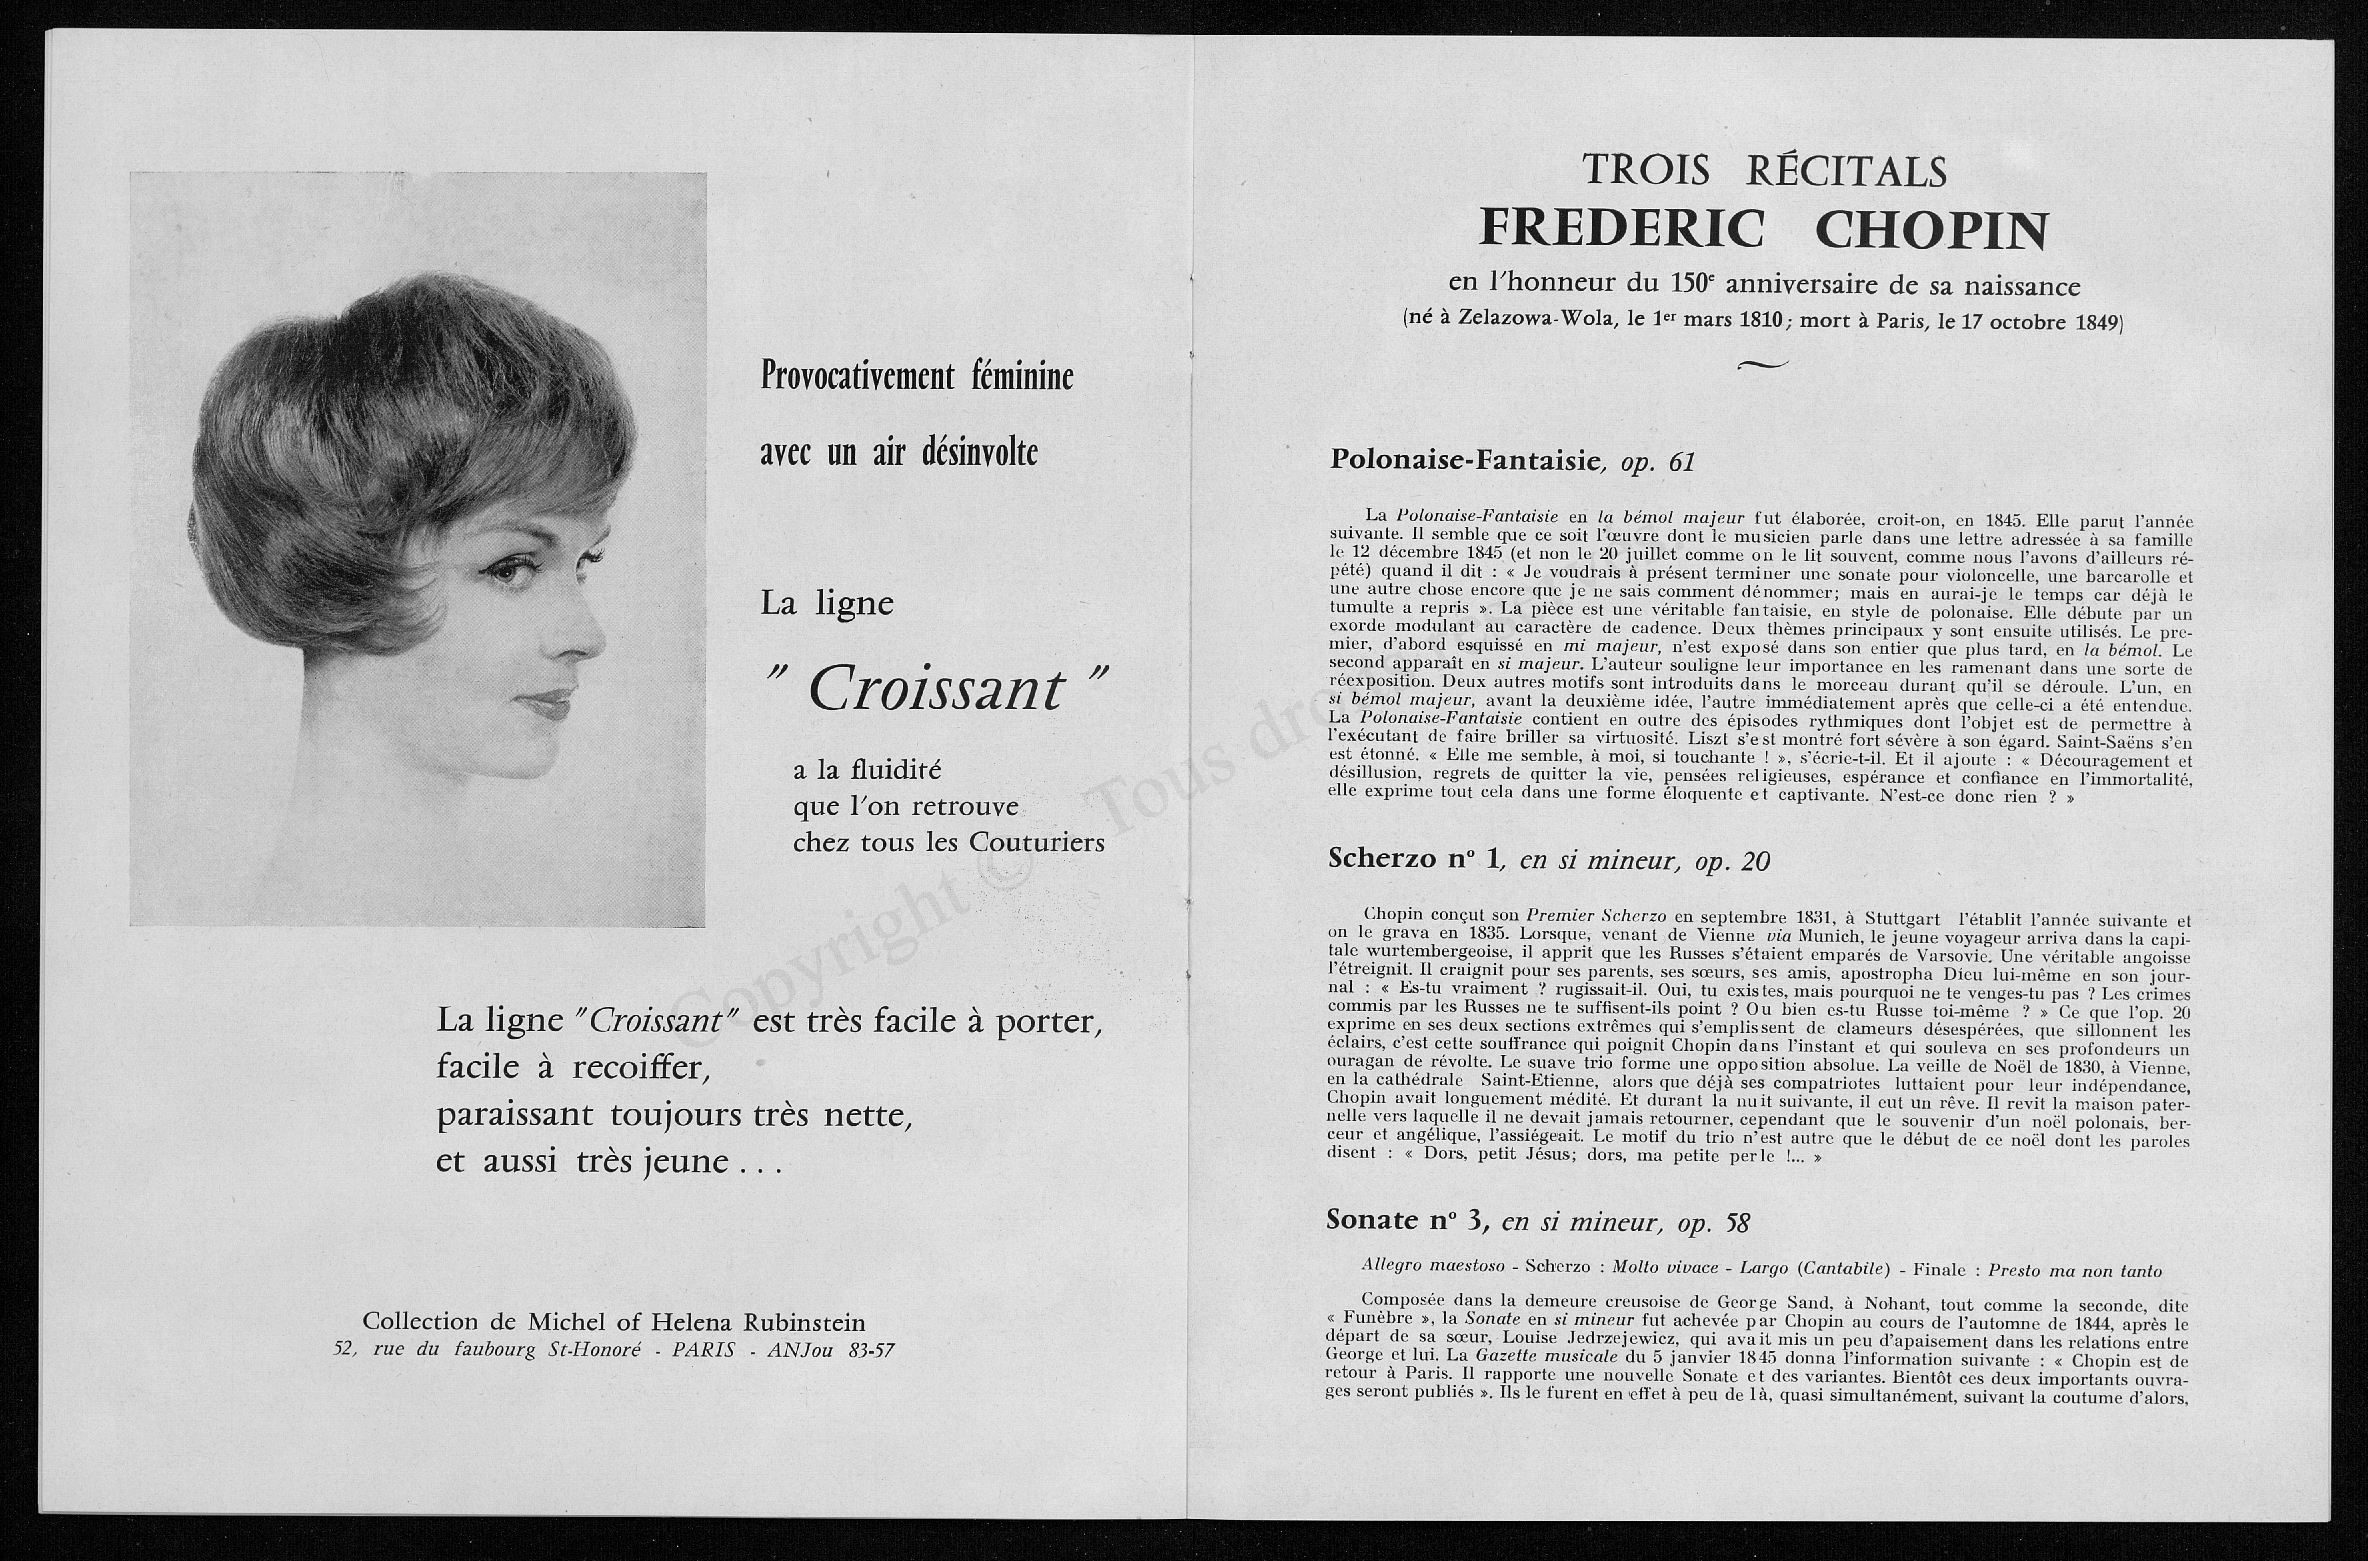 Provocativement féminine
avec un air désinvolte
La ligne
" Croissant "
a la fluidité
que l'on retrouve
chez tous les Couturiers
La ligne "Croissant" est très facile à porter,
facile à recoiffer,
paraissant toujours très nette,
et aussi très jeune . . .
Collection de Michel of Helena Rubinstein
52, rue du faubourg St-Honoré - PARIS - ANJou 83-57
TROIS RÉCITALS
FREDERIC CHOPIN
en l'honneur du 150e anniversaire de sa naissance
(né à Zelazowa-Wola, le 1er mars 1810; mort à Paris, le 17 octobre 1849)
Polonaise-Fantaisie, op. 61
La Polonaise-Fantaisie en la bémol majeur fut élaborée, croit-on, en 1845. Elle parut l'année
suivante. Il semble que ce soit l'œuvre dont le musicien parle dans une lettre adressée à sa famille
le 12 décembre 1845 (et non le 20 juillet comme on le lit souvent, comme nous l'avons d'ailleurs ré-
pété) quand il dit : « Je voudrais à présent terminer une sonate pour violoncelle, une barcarolle et
une autre chose encore que je ne sais comment dénommer; mais en aurai-je le temps car déjà le
tumulte a repris ». La pièce est une véritable fantaisie, en style de polonaise. Elle débute par un
exorde modulant au caractère de cadence. Deux thèmes principaux y sont ensuite utilisés. Le pre-
mier, d'abord esquissé en mi majeur, n'est exposé dans son entier que plus tard, en la bémol. Le
second apparaît en si majeur. L'auteur souligne leur importance en les ramenant dans une sorte de
réexposition. Deux autres motifs sont introduits dans le morceau durant qu'il se déroule. L'un, en
si bémol majeur, avant la deuxième idée, l'autre immédiatement après que celle-ci a été entendue.
La Polonaise-Fantaisie contient en outre des épisodes rythmiques dont l'objet est de permettre à
l'exécutant de faire briller sa virtuosité. Liszt s'est montré fort sévère à son égard. Saint-Saëns s'en
est étonné. « Elle me semble, à moi, si touchante ! », s'écrie-t-il. Et il ajoute : « Découragement et
désillusion, regrets de quitter la vie, pensées religieuses, espérance et confiance en l'immortalité,
elle exprime tout cela dans une forme éloquente et captivante. N'est-ce donc rien ? »
Scherzo n° 1, en si mineur, op. 20
Chopin conçut son Premier Scherzo en septembre 1831, à Stuttgart l'établit l'année suivante et
on le grava en 1835. Lorsque, venant de Vienne via Munich, le jeune voyageur arriva dans la capi-
tale wurtembergeoise, il apprit que les Russes s'étaient emparés de Varsovie. Une véritable angoisse
l'étreignit. Il craignit pour ses parents, ses sœurs, ses amis, apostropha Dieu lui-même en son jour-
nal : « Es-tu vraiment ? rugissait-il. Oui, tu existes, mais pourquoi ne te venges-tu pas ? Les crimes
commis par les Russes ne te suffisent-ils point ? Ou bien es-tu Russe toi-même ? » Ce que l'op. 20
exprime en ses deux sections extrêmes qui s'emplissent de clameurs désespérées, que sillonnent les
éclairs, c'est cette souffrance qui poignit Chopin dans l'instant et qui souleva en ses profondeurs un
ouragan de révolte. Le suave trio forme une opposition absolue. La veille de Noël de 1830, à Vienne,
en la cathédrale Saint-Etienne, alors que déjà ses compatriotes luttaient pour leur indépendance,
Chopin avait longuement médité. Et durant la nuit suivante, il eut un rêve. Il revit la maison pater-
nelle vers laquelle il ne devait jamais retourner, cependant que le souvenir d'un noël polonais, ber-
ceur et angélique, l'assiégeait. Le motif du trio n'est autre que le début de ce noël dont les paroles
disent : « Dors, petit Jésus; dors, ma petite perle !... »
Sonate n° 3, en si mineur, op. 58
Allegro maestoso - Scherzo : Molto vivace - Largo (Cantabile) - Finale : Presto ma non tanto
Composée dans la demeure creusoise de George Sand, à Nohant, tout comme la seconde, dite
« Funèbre », la Sonate en si mineur fut achevée par Chopin au cours de l'automne de 1844, après le
départ de sa sœur, Louise Jedrzejewicz, qui avait mis un peu d'apaisement dans les relations entre
George et lui. La Gazette musicale du 5 janvier 1845 donna l'information suivante : « Chopin est de
retour à Paris. Il rapporte une nouvelle Sonate et des variantes. Bientôt ces deux importants ouvra-
ges seront publiés ». Ils le furent en effet à peu de là, quasi simultanément, suivant la coutume d'alors,
Copyright © - Tous dro